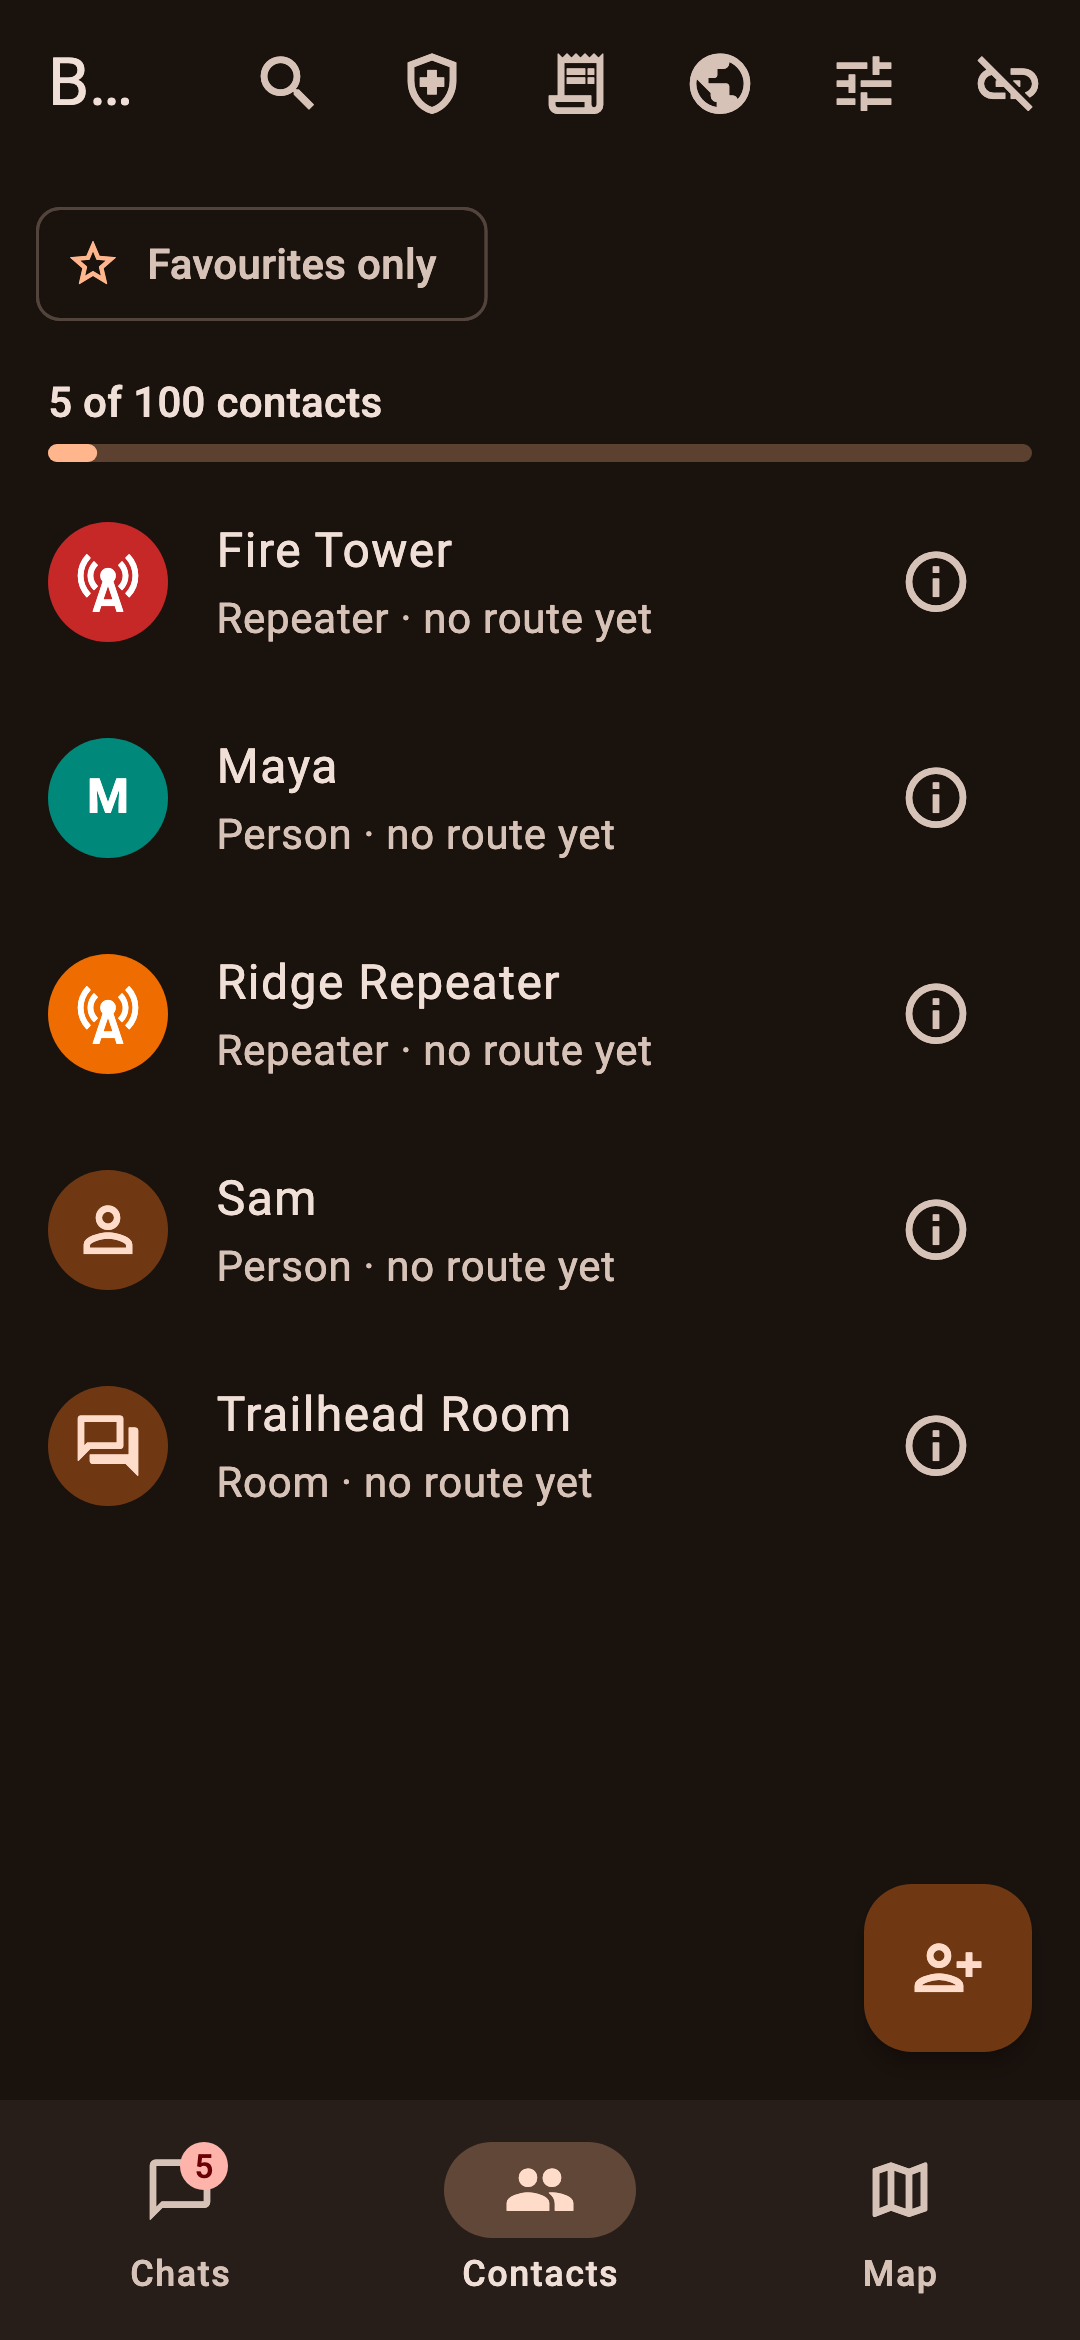 B...
Favourites only
5 of 100 contacts
Fire Tower
Repeater · no route yet
M
Maya
Person · no route yet
Ridge Repeater
Repeater · no route yet
Sam
Person · no route yet
Trailhead Room
Room · no route yet
5
Chats
Contacts
Map